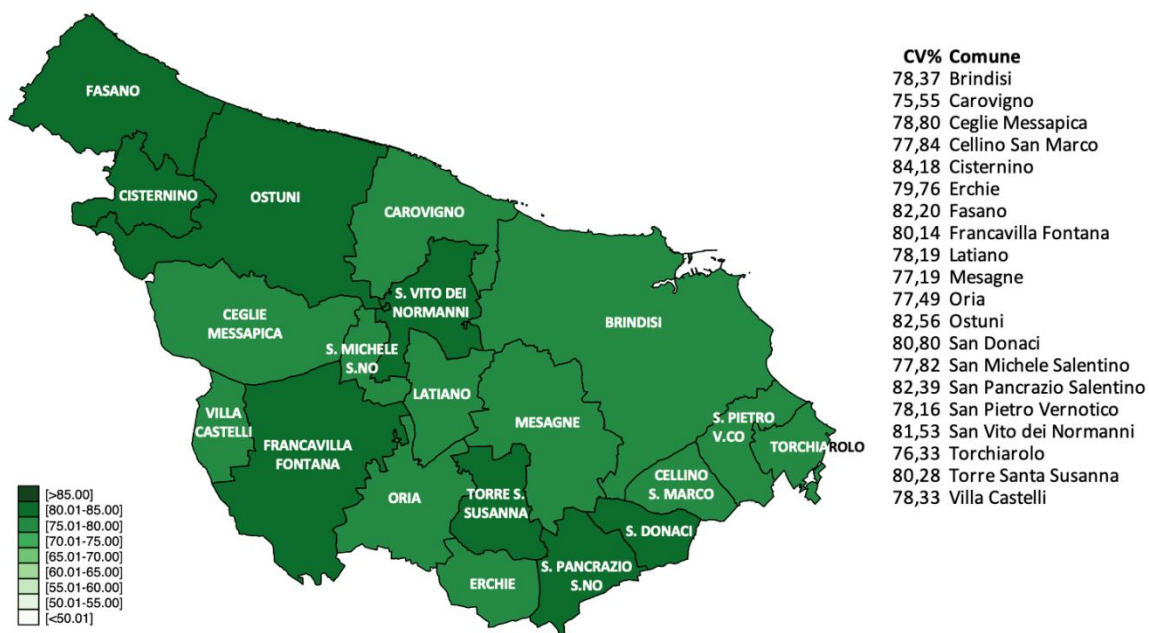 FASANO
CISTERNINO
OSTUNI
CAROVIGNO
S. VITO DEI
NORMANNI
BRINDISI
CEGLIE
MESSAPICA
S. MICHELE
S.NO
LATIANO
MESAGNE
VILLA
CASTELLI
FRANCAVILLA
FONTANA
S. PIETRO
V.CO
TORCHIAROLO
CELLINO
S. MARCO
ORIA
TORRE S.
SUSANNA
S. DONACI
S. PANCRAZIO
S.NO
ERCHIE
[>85.00]
[80.01-85.00]
[75.01-80.00]
[70.01-75.00]
[65.01-70.00]
[60.01-65.00]
[55.01-60.00]
[50.01-55.00]
[<50.01]
CV% Comune
78,37 Brindisi
75,55 Carovigno
78,80 Ceglie Messapica
77,84 Cellino San Marco
84,18 Cisternino
79,76 Erchie
82,20 Fasano
80,14 Francavilla Fontana
78,19 Latiano
77,19 Mesagne
77,49 Oria
82,56 Ostuni
80,80 San Donaci
77,82 San Michele Salentino
82,39 San Pancrazio Salentino
78,16 San Pietro Vernotico
81,53 San Vito dei Normanni
76,33 Torchiarolo
80,28 Torre Santa Susanna
78,33 Villa Castelli